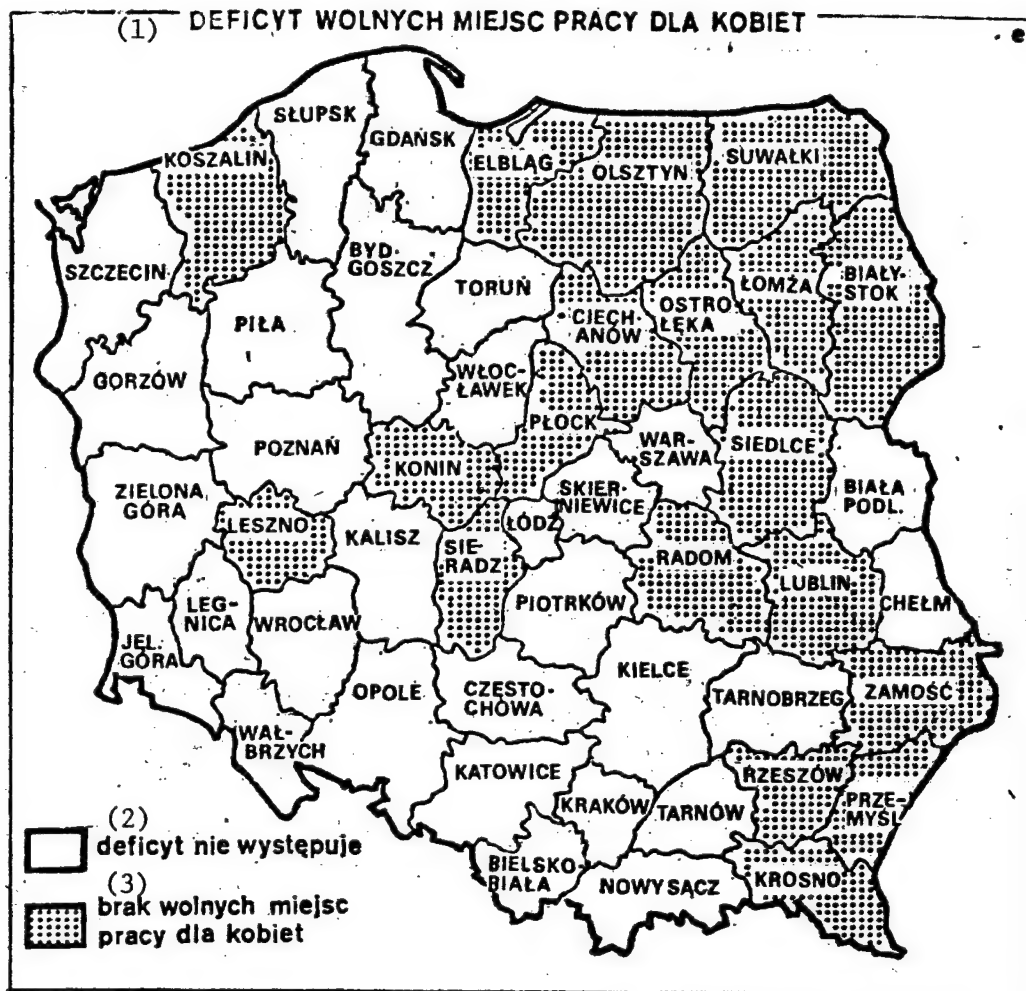 (1) DEFICYT WOLNYCH MIEJSC PRACY DLA KOBIET
e
SŁUPSK
GDAŃSK
KOSZALIN
ELBLĄG
OLSZTYN
SUWAŁKI
SZCZECIN
BYD-
GOSZCZ
TORUŃ
CIECH-
ANÓW
OSTRO-
ŁĘKA
ŁOMŻA
BIAŁY-
STOK
PIŁA
GORZÓW
WŁOC-
ŁAWEK
PŁOCK
POZNAŃ
KONIN
WAR-
SZAWA
SIEDLCE
BIAŁA
PODL.
ZIELONA
GÓRA
LESZNO
KALISZ
SIE-
RADZ
ŁÓDŹ
SKIER-
NIEWICE
RADOM
LUBLIN
CHEŁM
LEG-
NICA
WROCŁAW
PIOTRKÓW
JEL.
GÓRA
OPOLE
CZĘSTO-
CHOWA
KIELCE
TARNOBRZEG
ZAMOŚĆ
WAŁ-
BRZYCH
KATOWICE
KRAKÓW
TARNÓW
RZESZÓW
PRZE-
MYŚL
BIELSKO-
BIAŁA
NOWY SĄCZ
KROSNO
(2)
deficyt nie występuje
(3)
brak wolnych miejsc
pracy dla kobiet